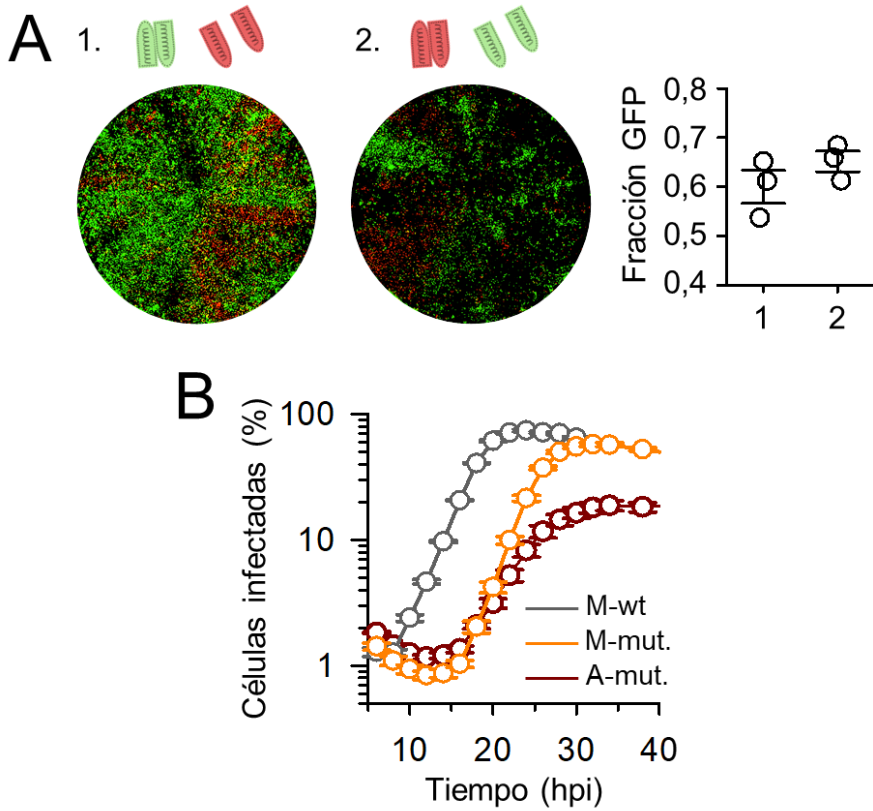 A
1.
2.
Fracción GFP
0,8
0,7
0,6
0,5
0,4
1
2
B
Células infectadas (%)
100
10
1
M-wt
M-mut.
A-mut.
10
20
30
40
Tiempo (hpi)